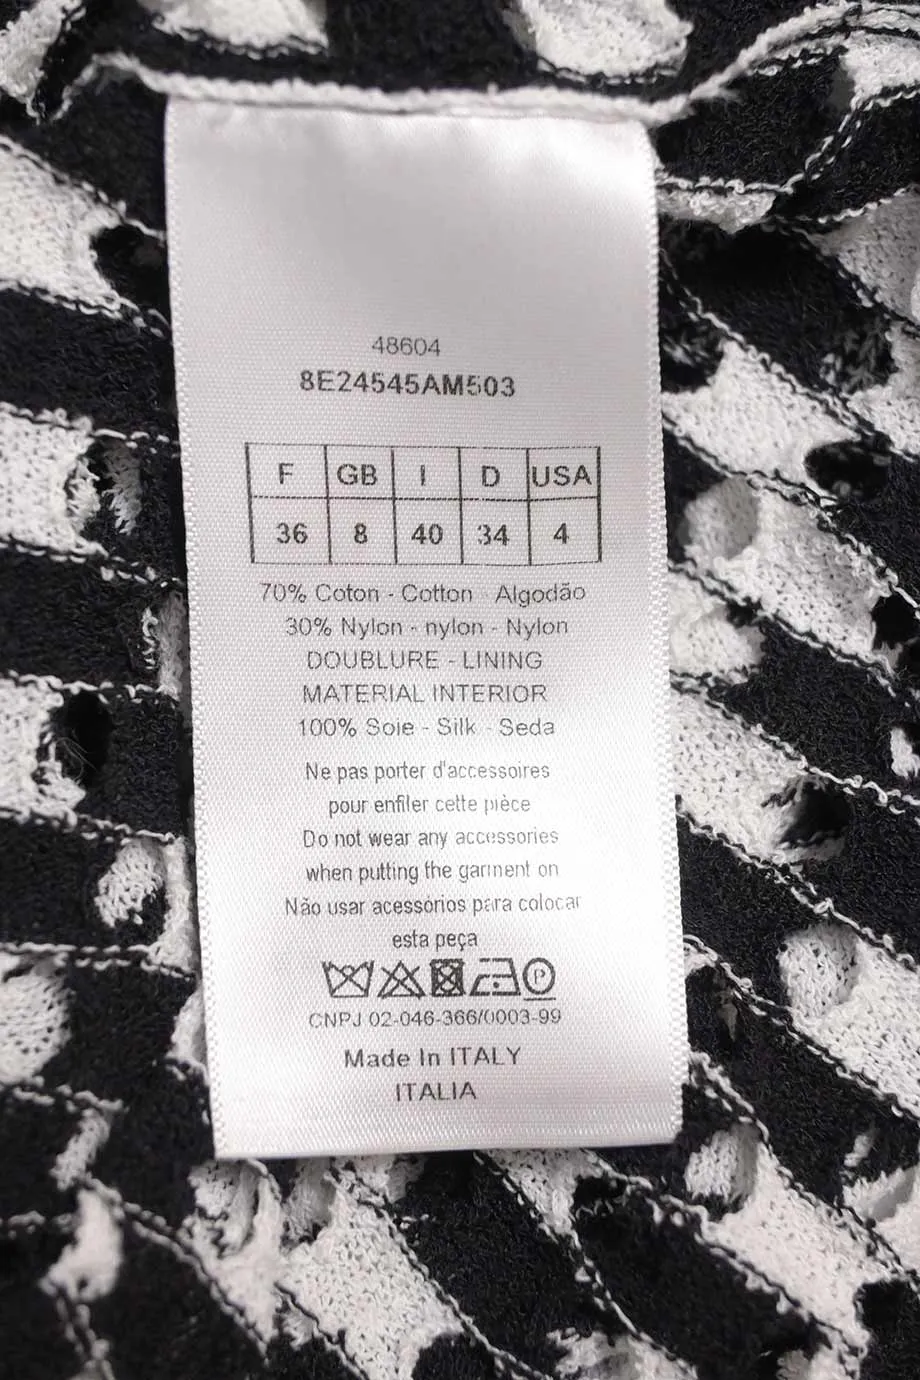 48604
8E24545AM503
F GB I D USA
36 8 40 34 4
70% Coton - Cotton - Algodão
30% Nylon - nylon - Nylon
DOUBLURE - LINING
MATERIAL INTERIOR
100% Soie - Silk - Seda
Ne pas porter d'accessoires
pour enfiler cette pièce
Do not wear any accessories
when putting the garment on
Não usar acessórios para colocar
esta peça
P
CNPJ 02-046-366/0003-99
Made In ITALY
ITALIA